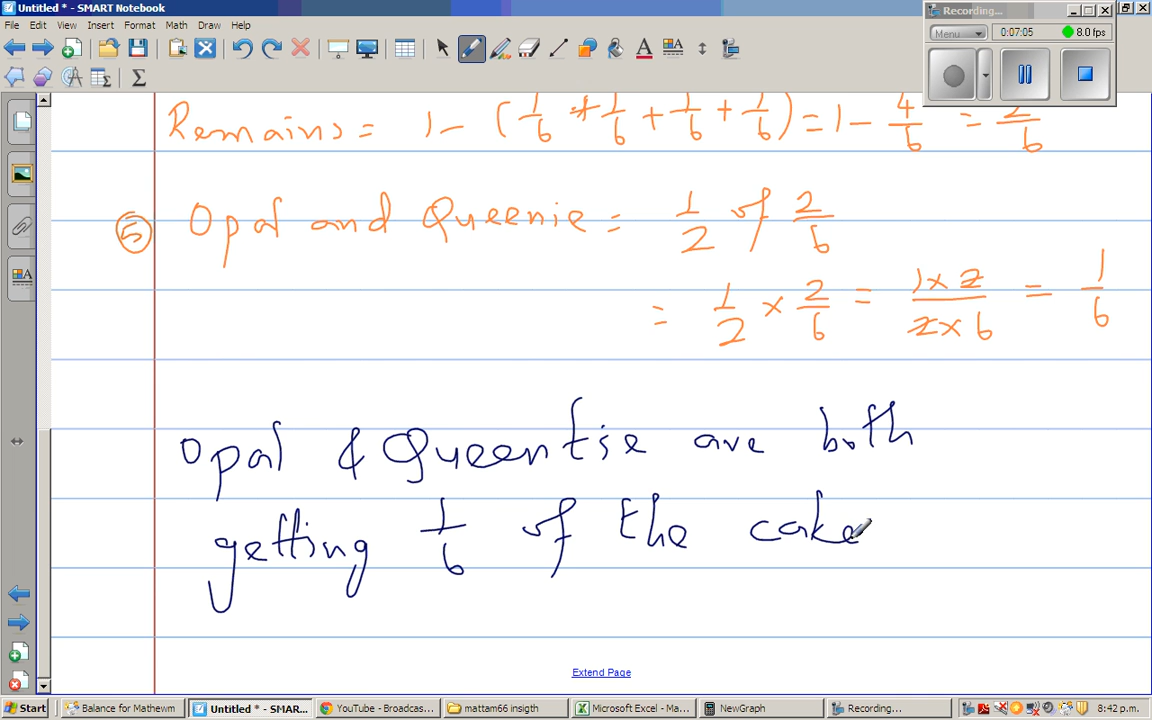 Untitled * - SMART Notebook
File Edit View Insert Format Math Draw Help
Recording...
Menu 0:07:05 8.0 fps
Remains = 1 - (1/6 + 1/6 + 1/6 + 1/6) = 1 - 4/6 = 2/6
5 Opal and Queenie = 1/2 of 2/6
= 1/2 x 2/6 = 1x2/2x6 = 1/6
Opal & Queentie are both
getting 1/6 of the cake
Extend Page
Start Balance for Mathewm Untitled * - SMAR... YouTube - Broadcas... mattam66 insigth Microsoft Excel - Ma... NewGraph Recording... 8:42 p.m.